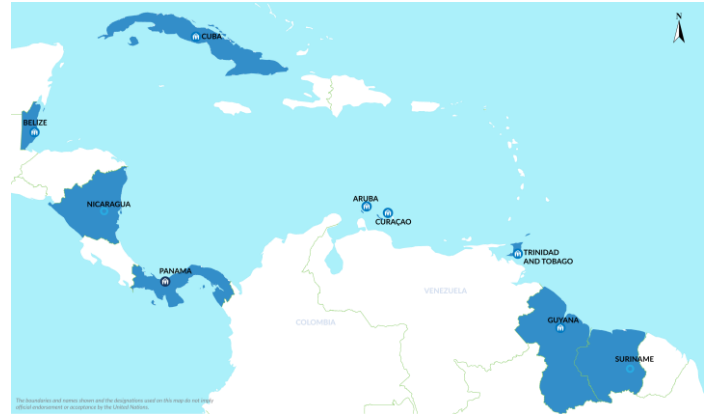 N
CUBA
BELIZE
NICARAGUA
ARUBA
CURAÇAO
TRINIDAD
AND TOBAGO
PANAMA
VENEZUELA
COLOMBIA
GUYANA
SURINAME
The boundaries and names shown and the designations used on this map do not imply
official endorsement or acceptance by the United Nations.